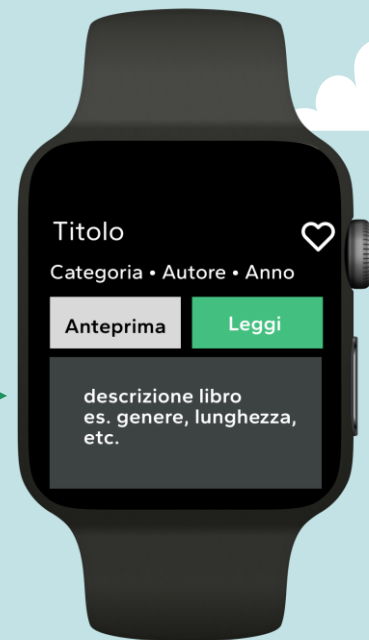 Titolo
Categoria • Autore • Anno
Anteprima
Leggi
descrizione libro
es. genere, lunghezza,
etc.